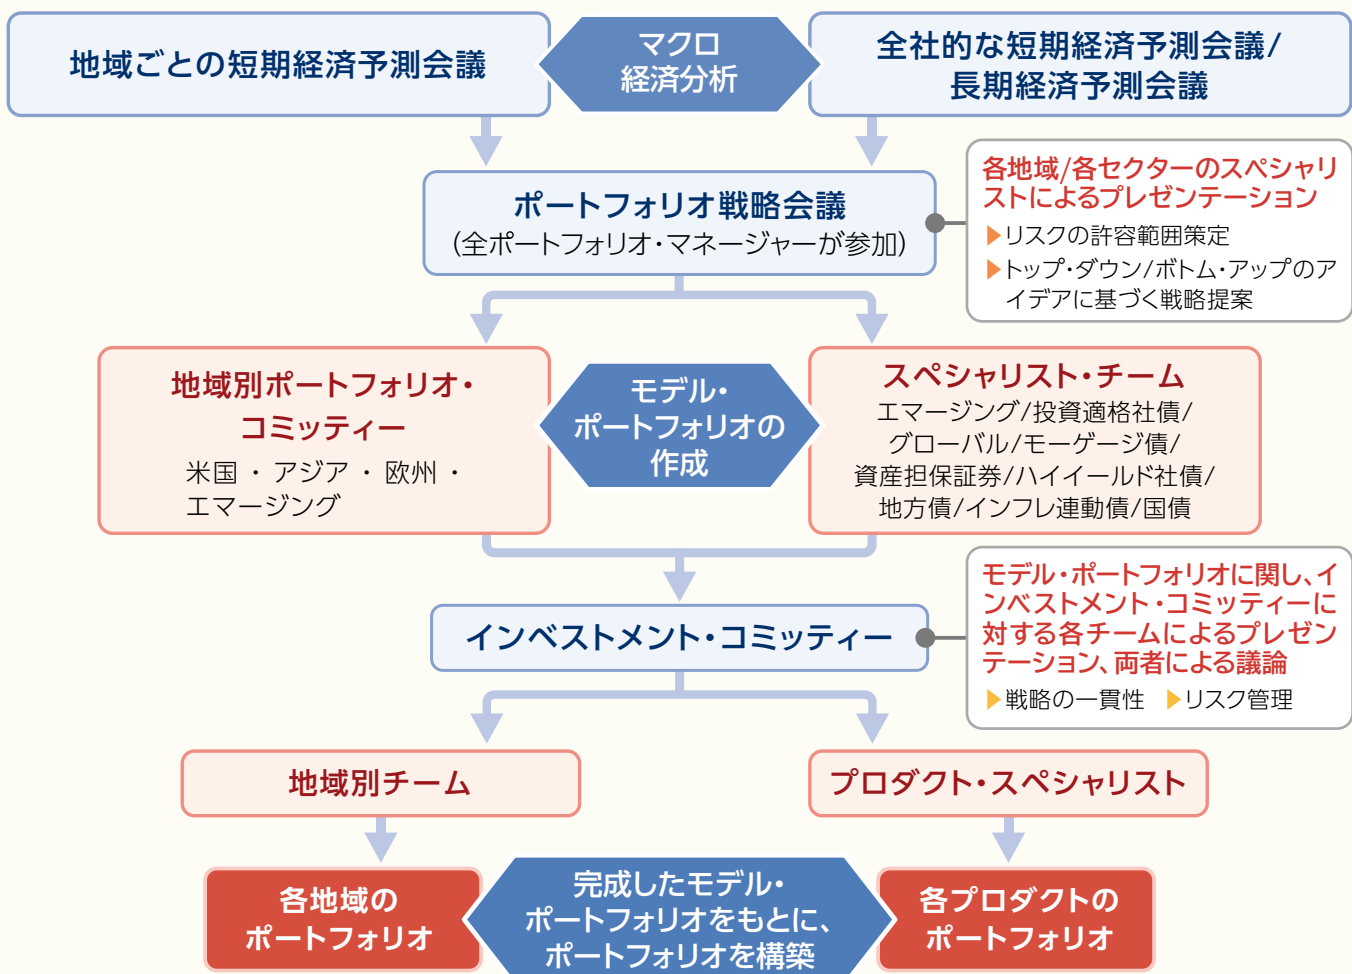 地域ごとの短期経済予測会議
マクロ
経済分析
全社的な短期経済予測会議/
長期経済予測会議
ポートフォリオ戦略会議
(全ポートフォリオ・マネージャーが参加)
各地域/各セクターのスペシャリ
ストによるプレゼンテーション
▶リスクの許容範囲策定
▶トップ・ダウン/ボトム・アップのア
イデアに基づく戦略提案
地域別ポートフォリオ・
コミッティー
米国 ・ アジア ・ 欧州 ・
エマージング
モデル・
ポートフォリオの
作成
スペシャリスト・チーム
エマージング/投資適格社債/
グローバル/モーゲージ債/
資産担保証券/ハイイールド社債/
地方債/インフレ連動債/国債
インベストメント・コミッティー
モデル・ポートフォリオに関し、イ
ンベストメント・コミッティーに
対する各チームによるプレゼン
テーション、両者による議論
▶戦略の一貫性 ▶リスク管理
地域別チーム
プロダクト・スペシャリスト
各地域の
ポートフォリオ
完成したモデル・
ポートフォリオをもとに、
ポートフォリオを構築
各プロダクトの
ポートフォリオ